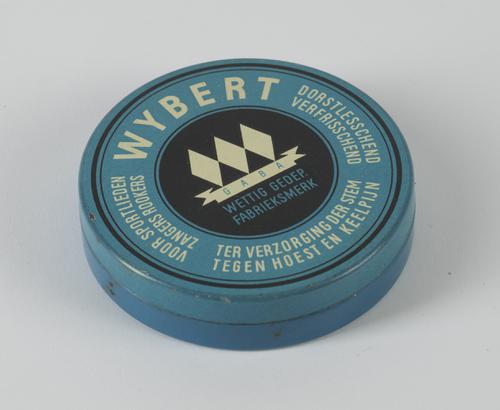 WYBERT
DORSTLESSCHEND
VERFRISSCHEND
GABA
WETTIG GEDEP.
FABRIEKSMERK
VOOR SPORTLIEDEN
ZANGERS ROOKERS
TER VERZORGING DER STEM
TEGEN HOEST EN KEELPIJN